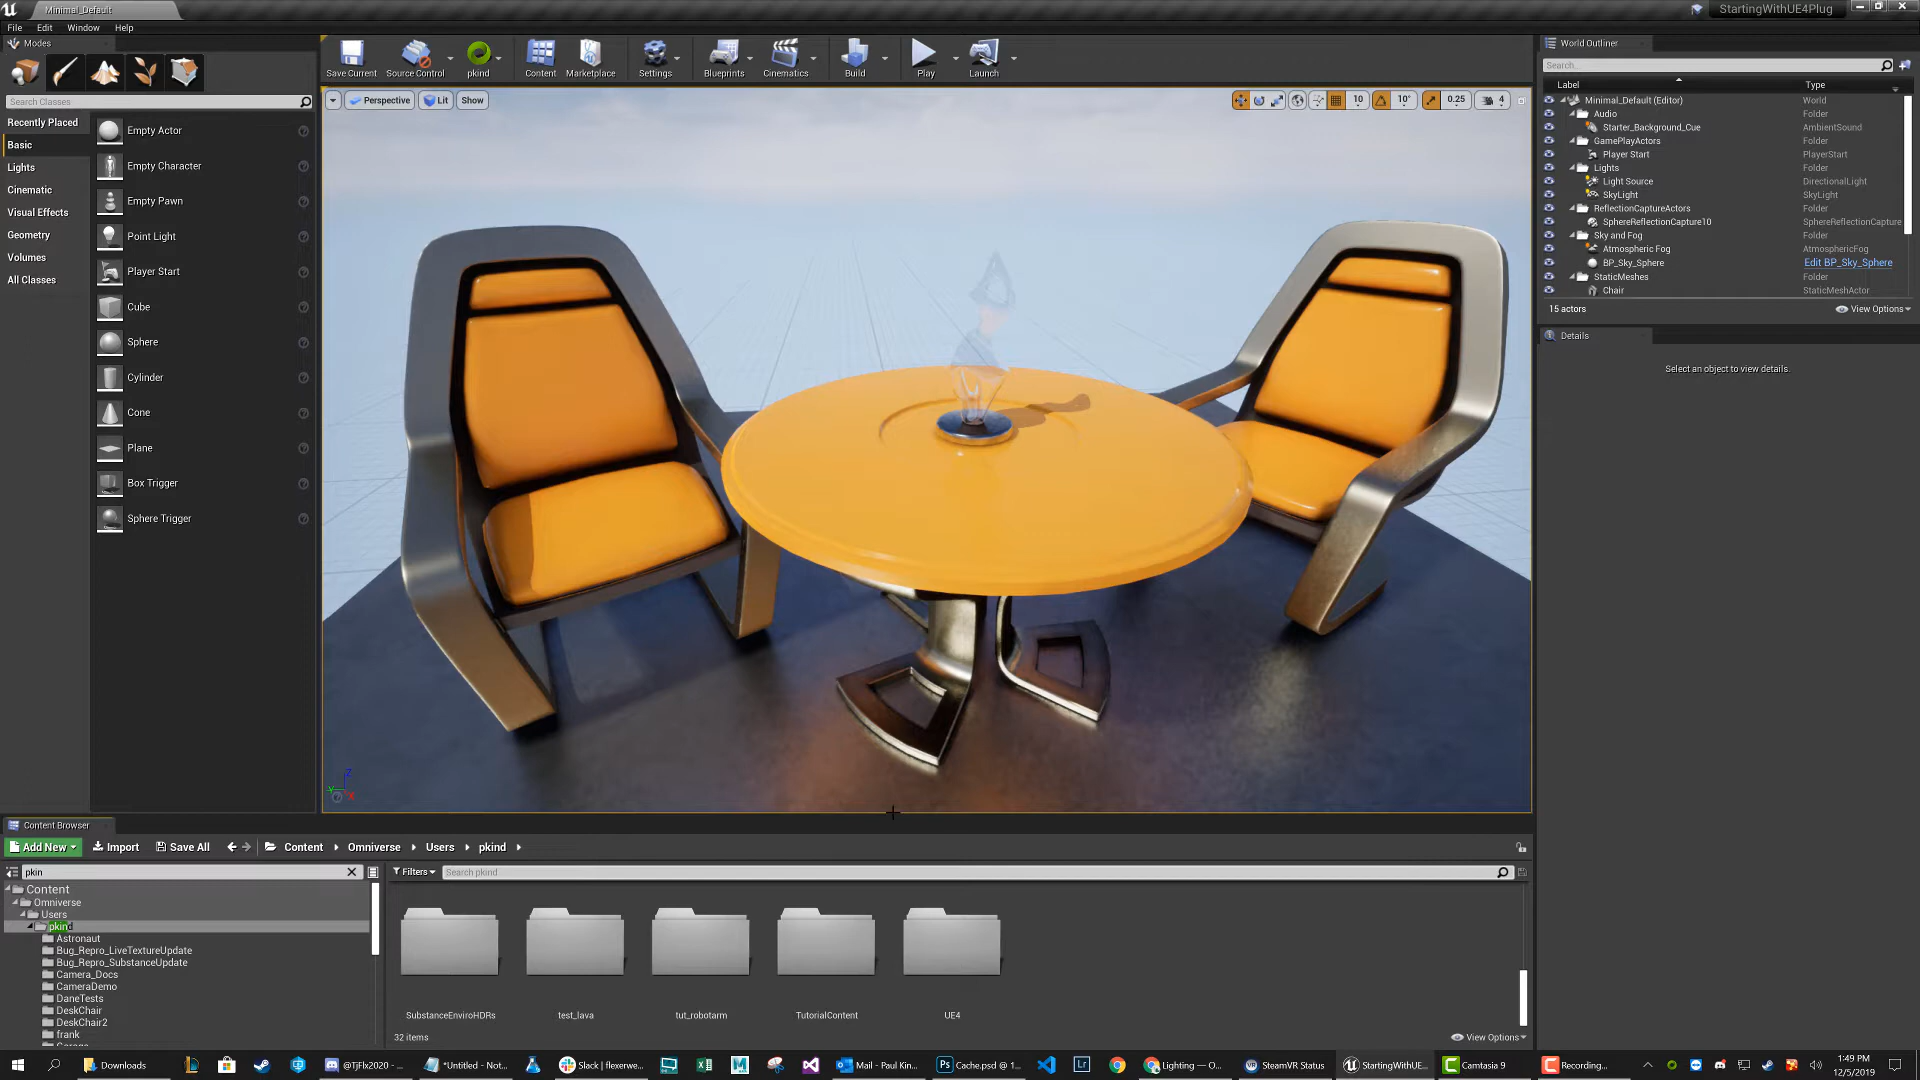 Minimal_Default
StartingWithUE4Plug
File Edit Window Help
Modes
Search Classes
Recently Placed
Basic
Lights
Cinematic
Visual Effects
Geometry
Volumes
All Classes
Empty Actor
Empty Character
Empty Pawn
Point Light
Player Start
Cube
Sphere
Cylinder
Cone
Plane
Box Trigger
Sphere Trigger
Save Current Source Control pkind Content Marketplace Settings Blueprints Cinematics Build Play Launch
Perspective Lit Show
10 10° 0.25 4
World Outliner
Search...
Label Type
Minimal_Default (Editor) World
Audio Folder
Starter_Background_Cue AmbientSound
GamePlayActors Folder
Player Start PlayerStart
Lights Folder
Light Source DirectionalLight
SkyLight SkyLight
ReflectionCaptureActors Folder
SphereReflectionCapture10 SphereReflectionCapture
Sky and Fog Folder
Atmospheric Fog AtmosphericFog
BP_Sky_Sphere Edit BP_Sky_Sphere
StaticMeshes Folder
Chair StaticMeshActor
15 actors View Options
Details
Select an object to view details.
Content Browser
Add New Import Save All Content Omniverse Users pkind
pkin
Filters Search pkind
Content
Omniverse
Users
pkind
Astronaut
Bug_Repro_LiveTextureUpdate
Bug_Repro_SubstanceUpdate
Camera_Docs
CameraDemo
DaneTests
DeskChair
DeskChair2
frank
SubstanceEnviroHDRs test_lava tut_robotarm TutorialContent UE4
32 items View Options
Downloads @TjFlx2020 - ... *Untitled - Not... Slack | flexerwe... Mail - Paul Kin... Cache.psd @ 1... Lighting — O... SteamVR Status StartingWithUE... Camtasia 9 Recording...
1:49 PM
12/5/2019